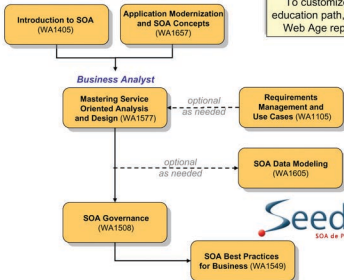 To customize
education path,
Web Age rep
Introduction to SOA
(WA1405)
Application Modernization
and SOA Concepts
(WA1657)
Business Analyst
Mastering Service
Oriented Analysis
and Design (WA1577)
optional
as needed
Requirements
Management and
Use Cases (WA1105)
optional
as needed
SOA Data Modeling
(WA1605)
SOA Governance
(WA1508)
Seed
SOA de P
SOA Best Practices
for Business (WA1549)